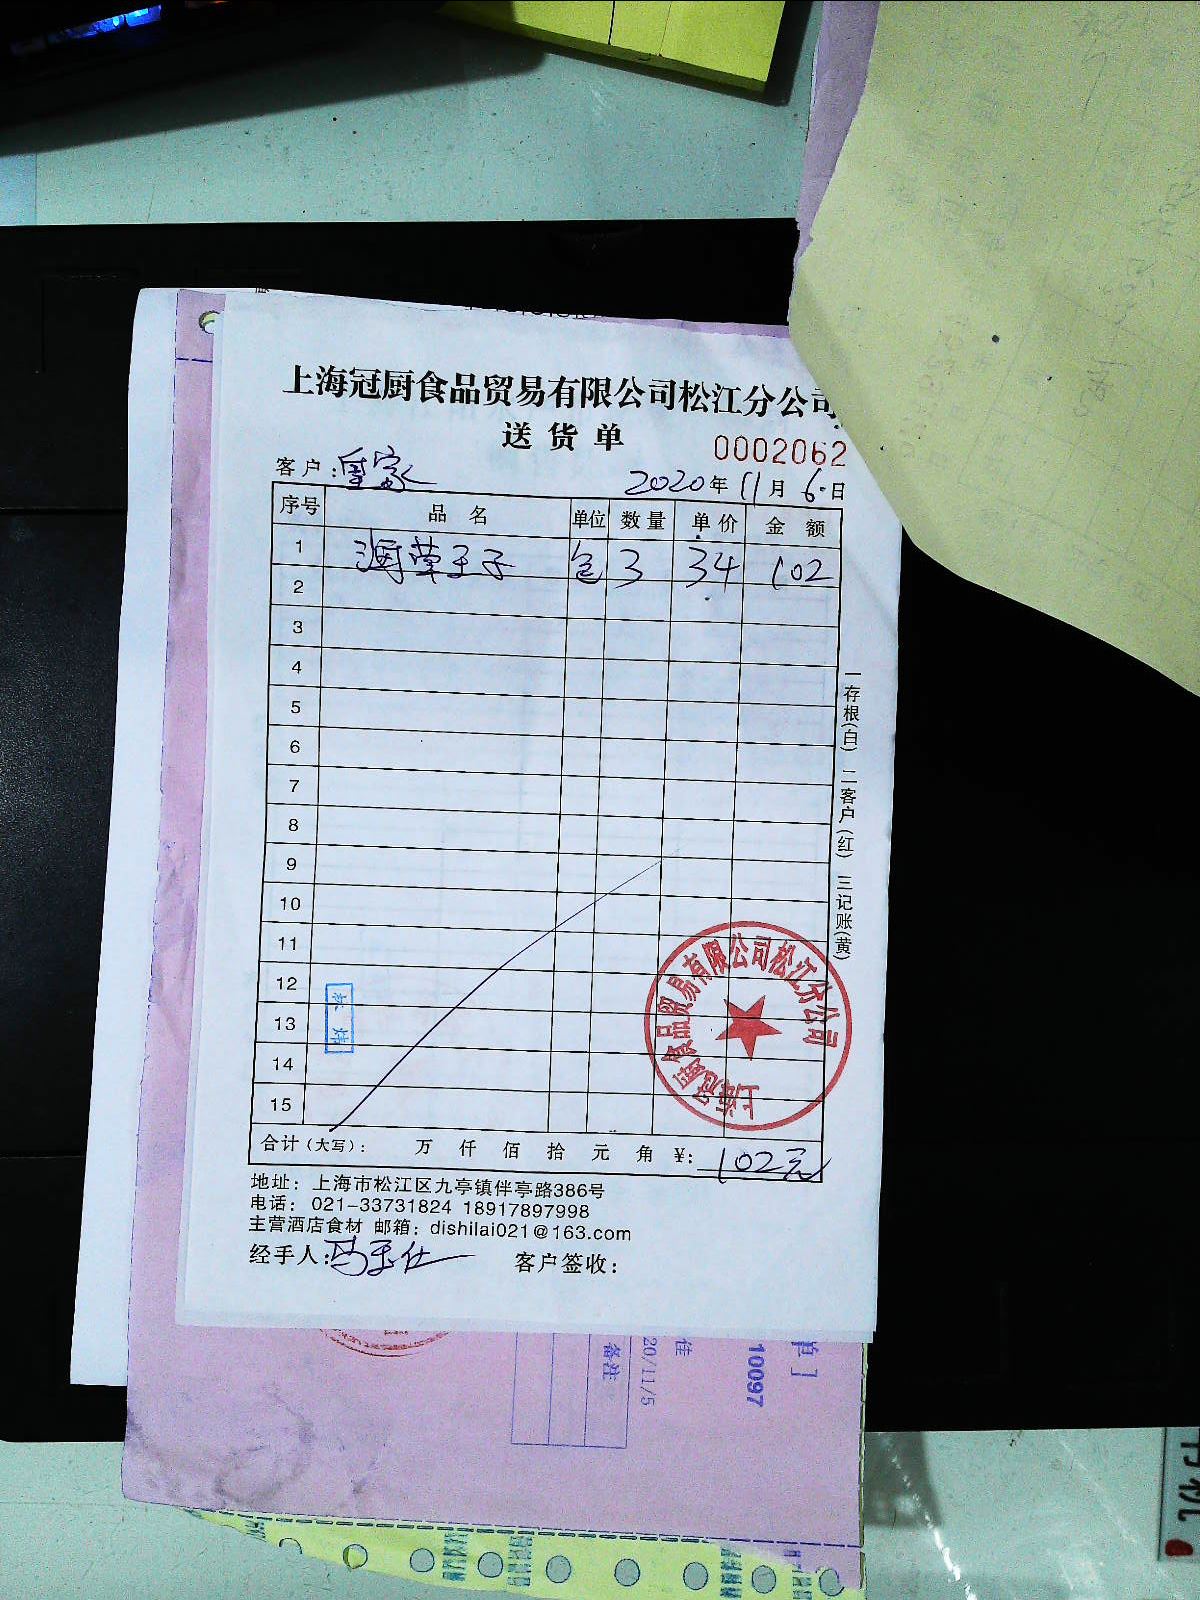 上海冠厨食品贸易有限公司松江分公司
送货单
0002062
客户:
2020年11月6日
序号 品名 单位 数量 单价 金额
1 王子 包 3 34 102
2
3
4
5
6
7
8
9
10
11
12
13
14
15
合计(大写): 万 仟 佰 拾 元 角 ¥: 102元
地址: 上海市松江区九亭镇伴亭路386号
电话: 021-33731824 18917897998
主营酒店食材 邮箱: dishilai021@163.com
经手人: 客户签收:
一存根(白) 二客户(红) 三记账(黄)
上海冠厨食品贸易有限公司松江分公司
10097
20/11/5
备注